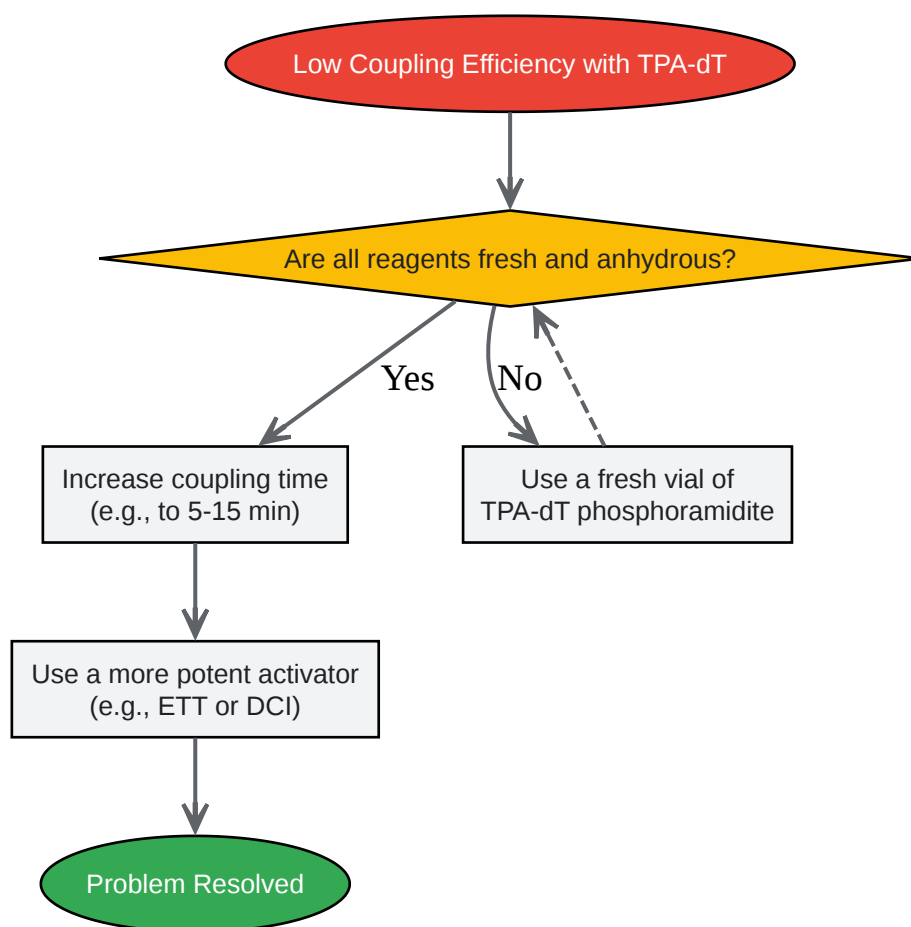 Low Coupling Efficiency with TPA-dT
Are all reagents fresh and anhydrous?
Yes
No
Increase coupling time
(e.g., to 5-15 min)
Use a fresh vial of
TPA-dT phosphoramidite
Use a more potent activator
(e.g., ETT or DCI)
Problem Resolved